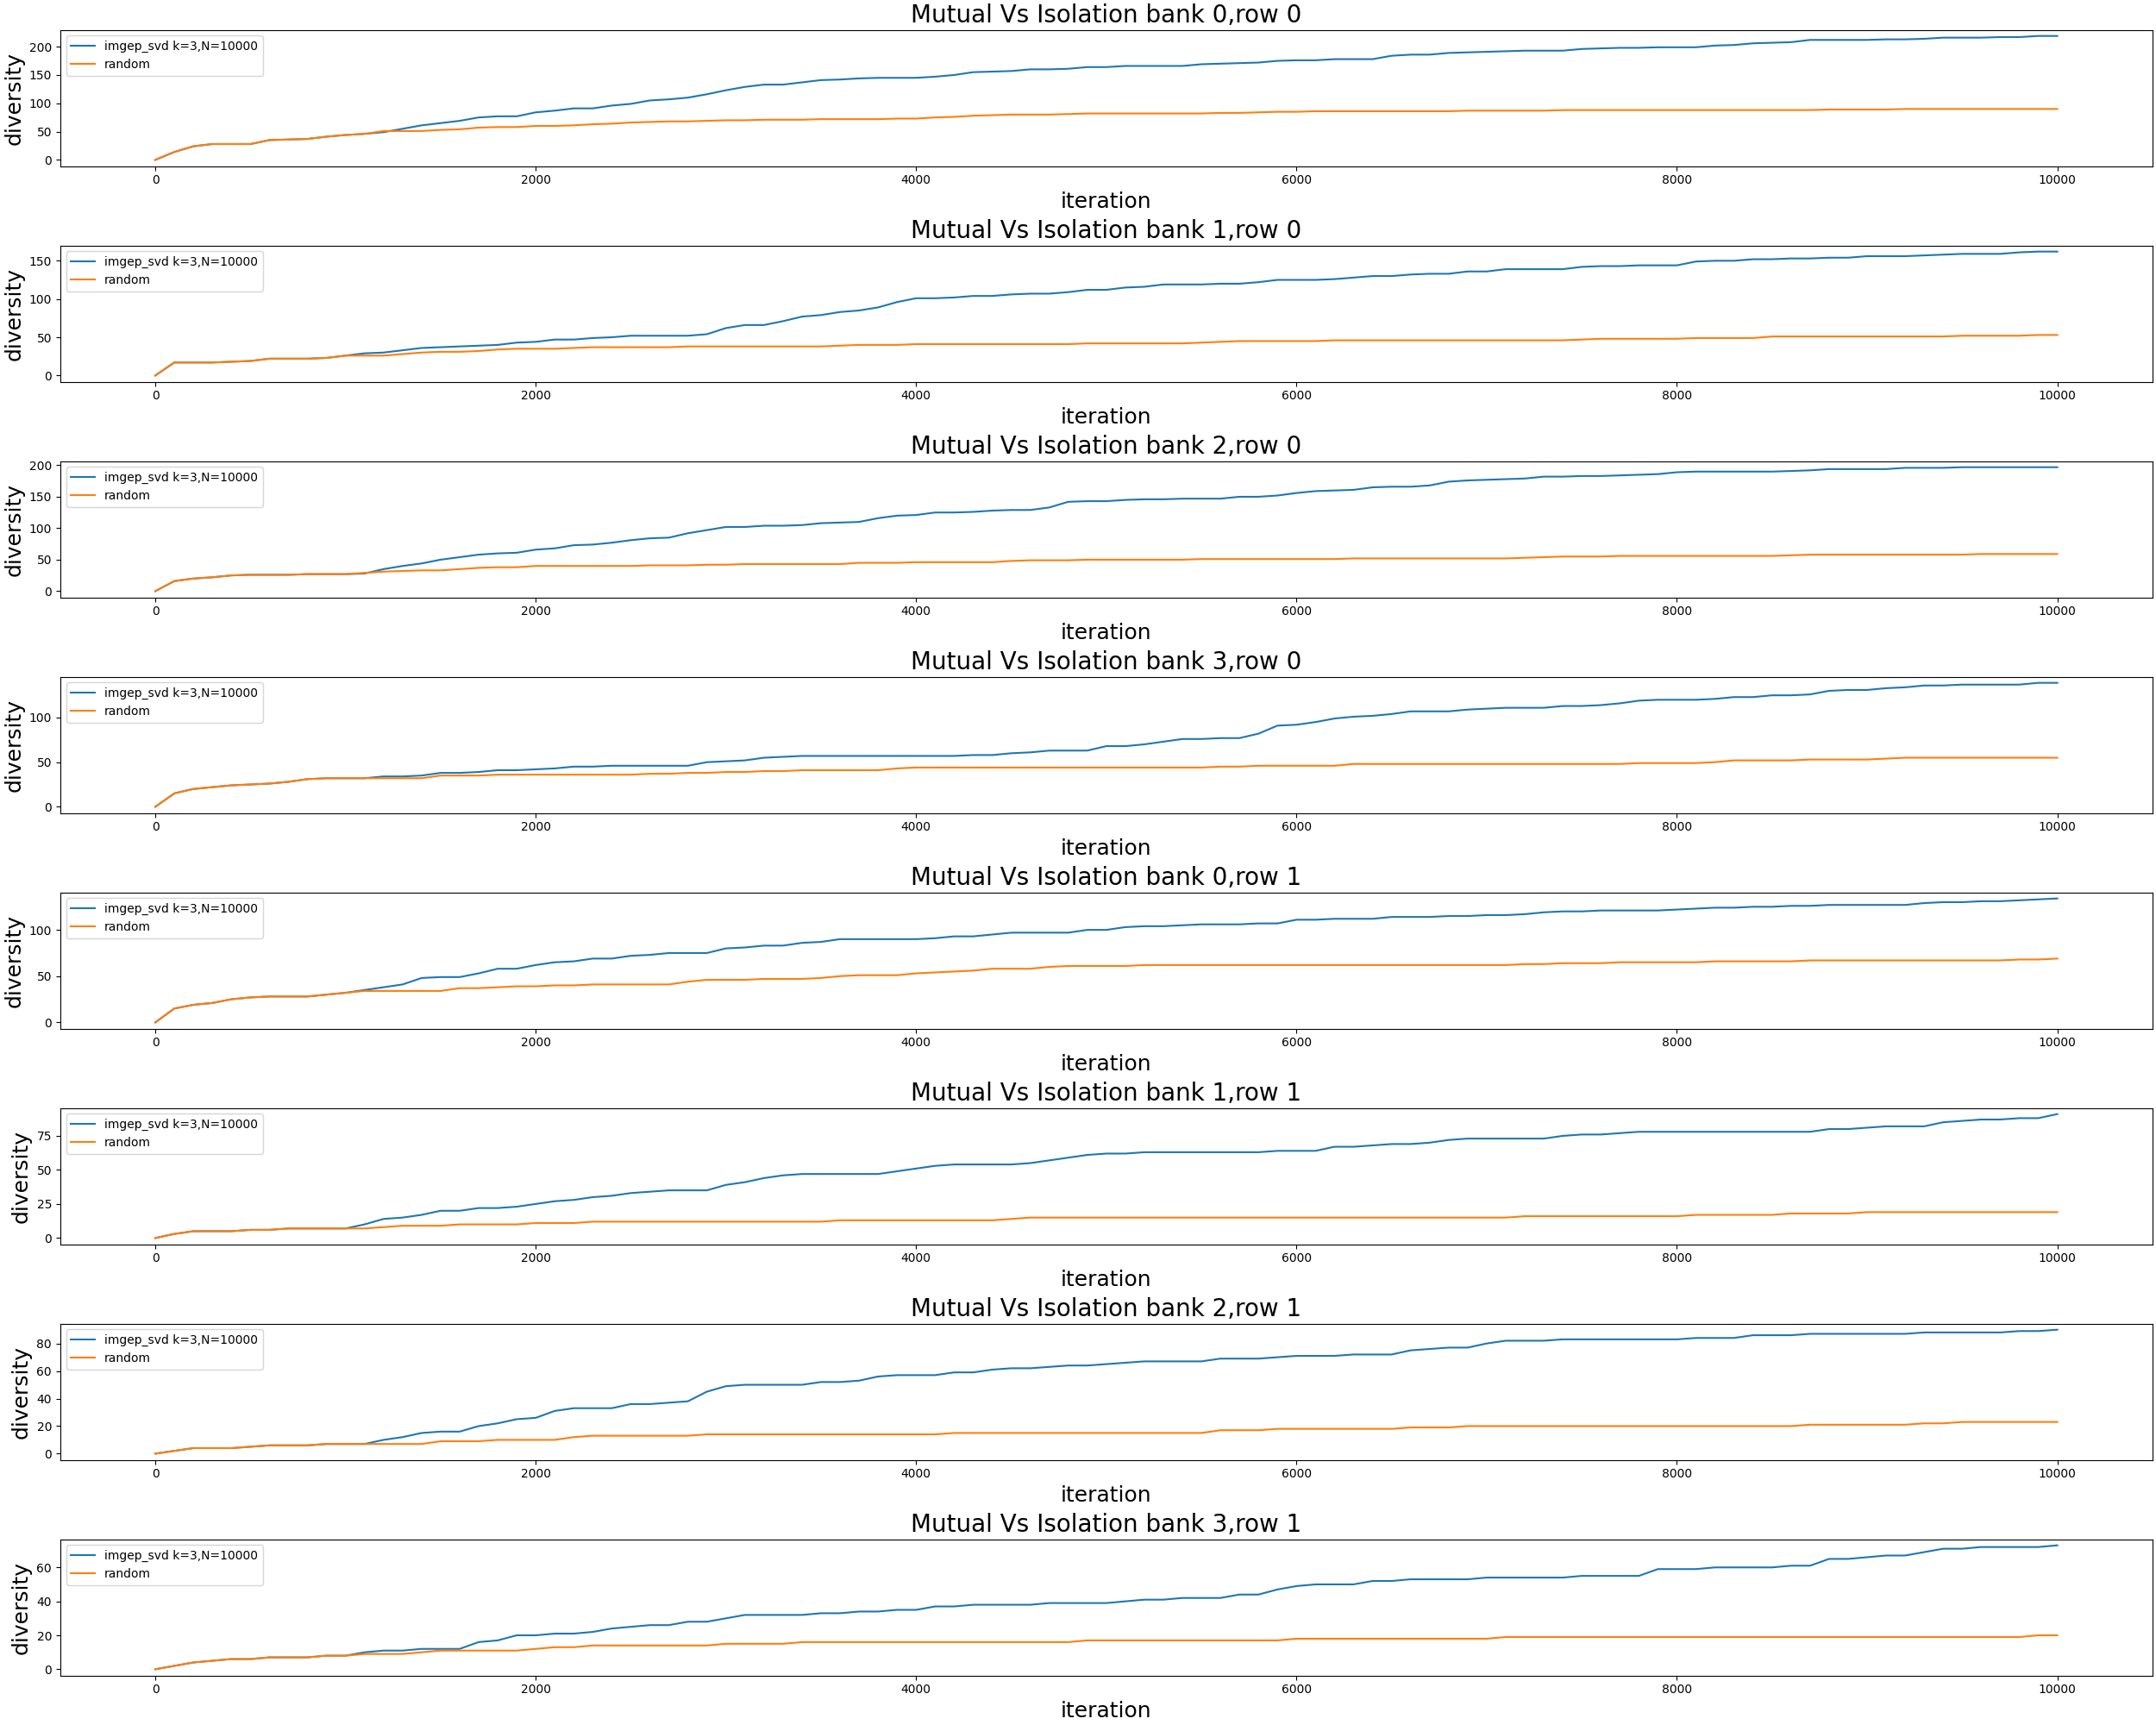 Mutual Vs Isolation bank 0,row 0
imgep_svd k=3,N=10000
random
diversity
200
150
100
50
0
0 2000 4000 6000 8000 10000
iteration
Mutual Vs Isolation bank 1,row 0
imgep_svd k=3,N=10000
random
diversity
150
100
50
0
0 2000 4000 6000 8000 10000
iteration
Mutual Vs Isolation bank 2,row 0
imgep_svd k=3,N=10000
random
diversity
200
150
100
50
0
0 2000 4000 6000 8000 10000
iteration
Mutual Vs Isolation bank 3,row 0
imgep_svd k=3,N=10000
random
diversity
100
50
0
0 2000 4000 6000 8000 10000
iteration
Mutual Vs Isolation bank 0,row 1
imgep_svd k=3,N=10000
random
diversity
100
50
0
0 2000 4000 6000 8000 10000
iteration
Mutual Vs Isolation bank 1,row 1
imgep_svd k=3,N=10000
random
diversity
75
50
25
0
0 2000 4000 6000 8000 10000
iteration
Mutual Vs Isolation bank 2,row 1
imgep_svd k=3,N=10000
random
diversity
80
60
40
20
0
0 2000 4000 6000 8000 10000
iteration
Mutual Vs Isolation bank 3,row 1
imgep_svd k=3,N=10000
random
diversity
60
40
20
0
0 2000 4000 6000 8000 10000
iteration